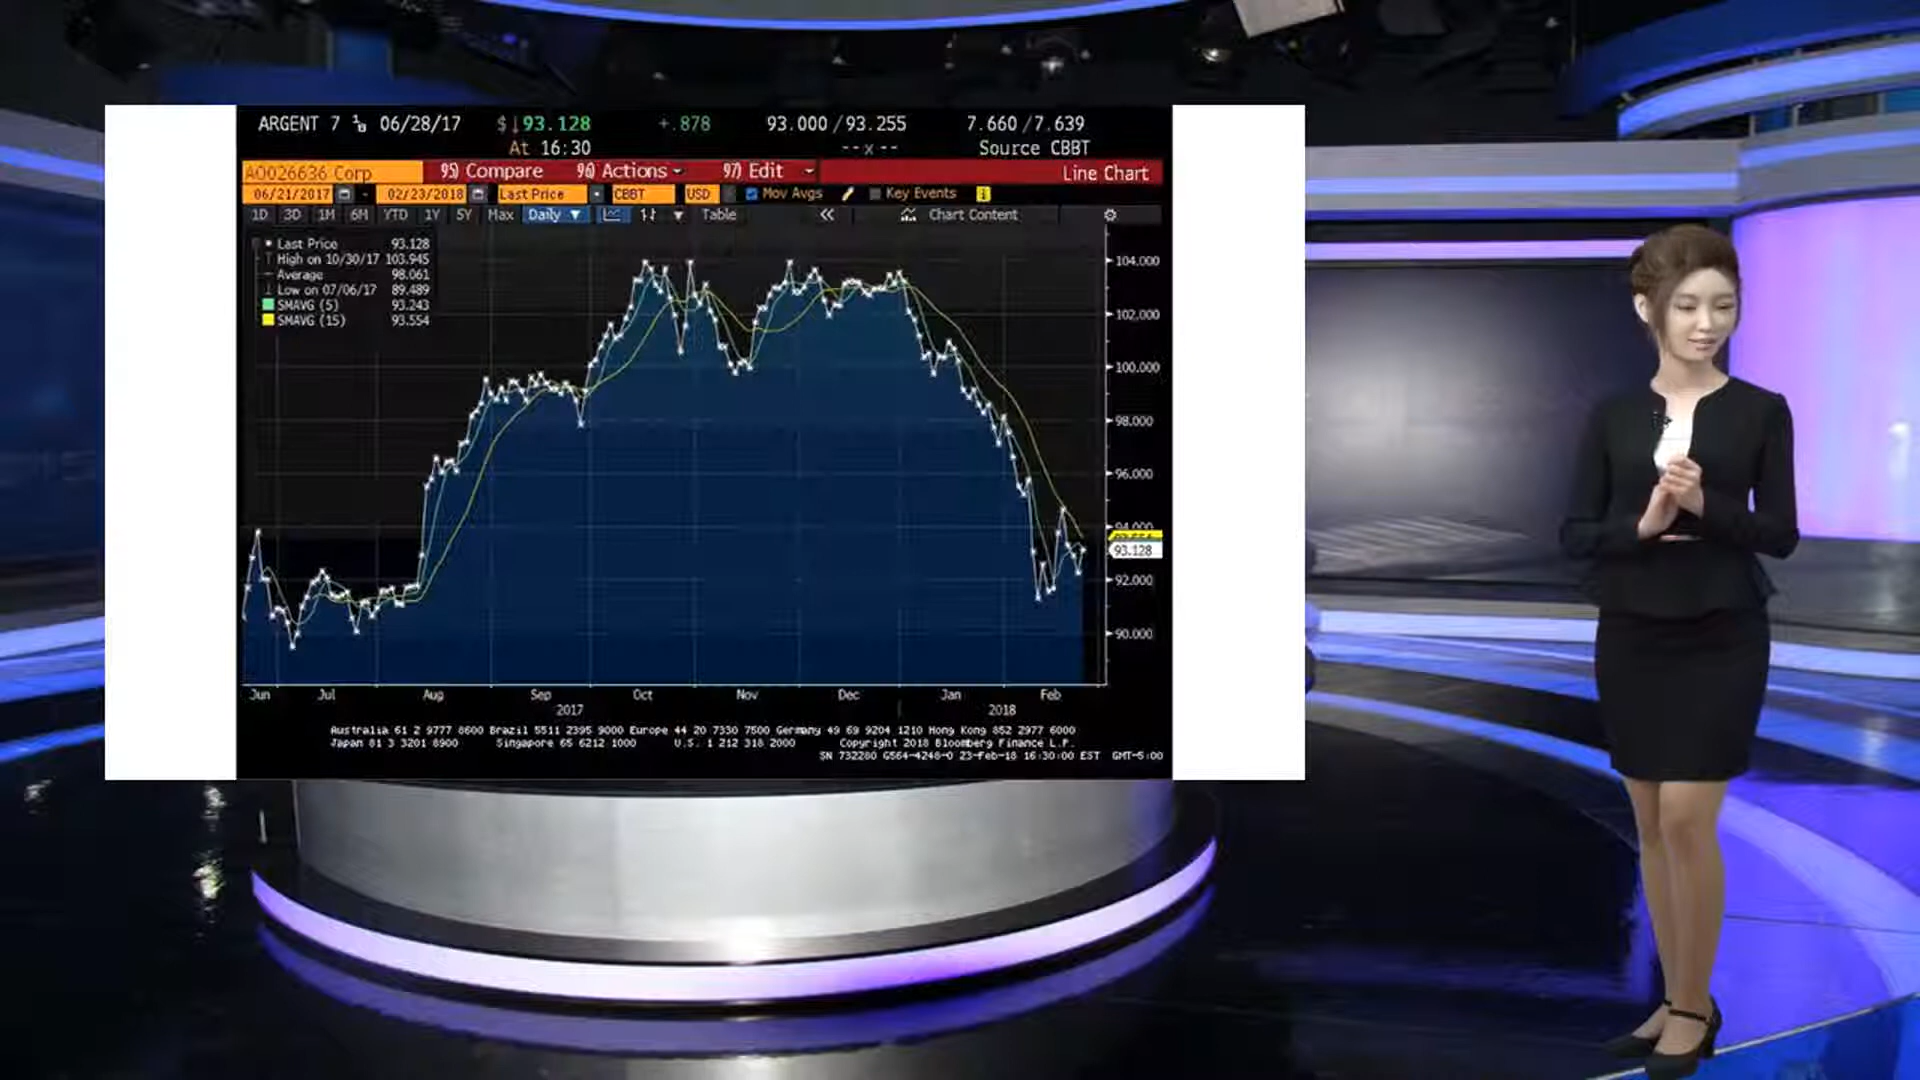 ARGENT 7 ⅛ 06/28/17 $↓93.128 +.878 93.000/93.255 7.660/7.639
At 16:30 --x-- Source CBBT
AO026636 Corp 95) Compare 96) Actions 97) Edit Line Chart
06/21/2017 - 02/23/2018 Last Price CBBT USD Mov Avgs Key Events
1D 3D 1M 6M YTD 1Y 5Y Max Daily ▼ Table « Chart Content
Last Price 93.128
High on 10/30/17 103.945
Average 98.061
Low on 07/06/17 89.489
SMAVG (5) 93.243
SMAVG (15) 93.554
104.000
102.000
100.000
98.000
96.000
94.000
93.128
92.000
90.000
Jun Jul Aug Sep Oct Nov Dec Jan Feb
2017 2018
Australia 61 2 9777 8600 Brazil 5511 2395 9000 Europe 44 20 7330 7500 Germany 49 69 9204 1210 Hong Kong 852 2977 6000
Japan 81 3 3201 8900 Singapore 65 6212 1000 U.S. 1 212 318 2000 Copyright 2018 Bloomberg Finance L.P.
SN 732280 G564-4248-0 23-Feb-18 16:30:00 EST GMT-5:00